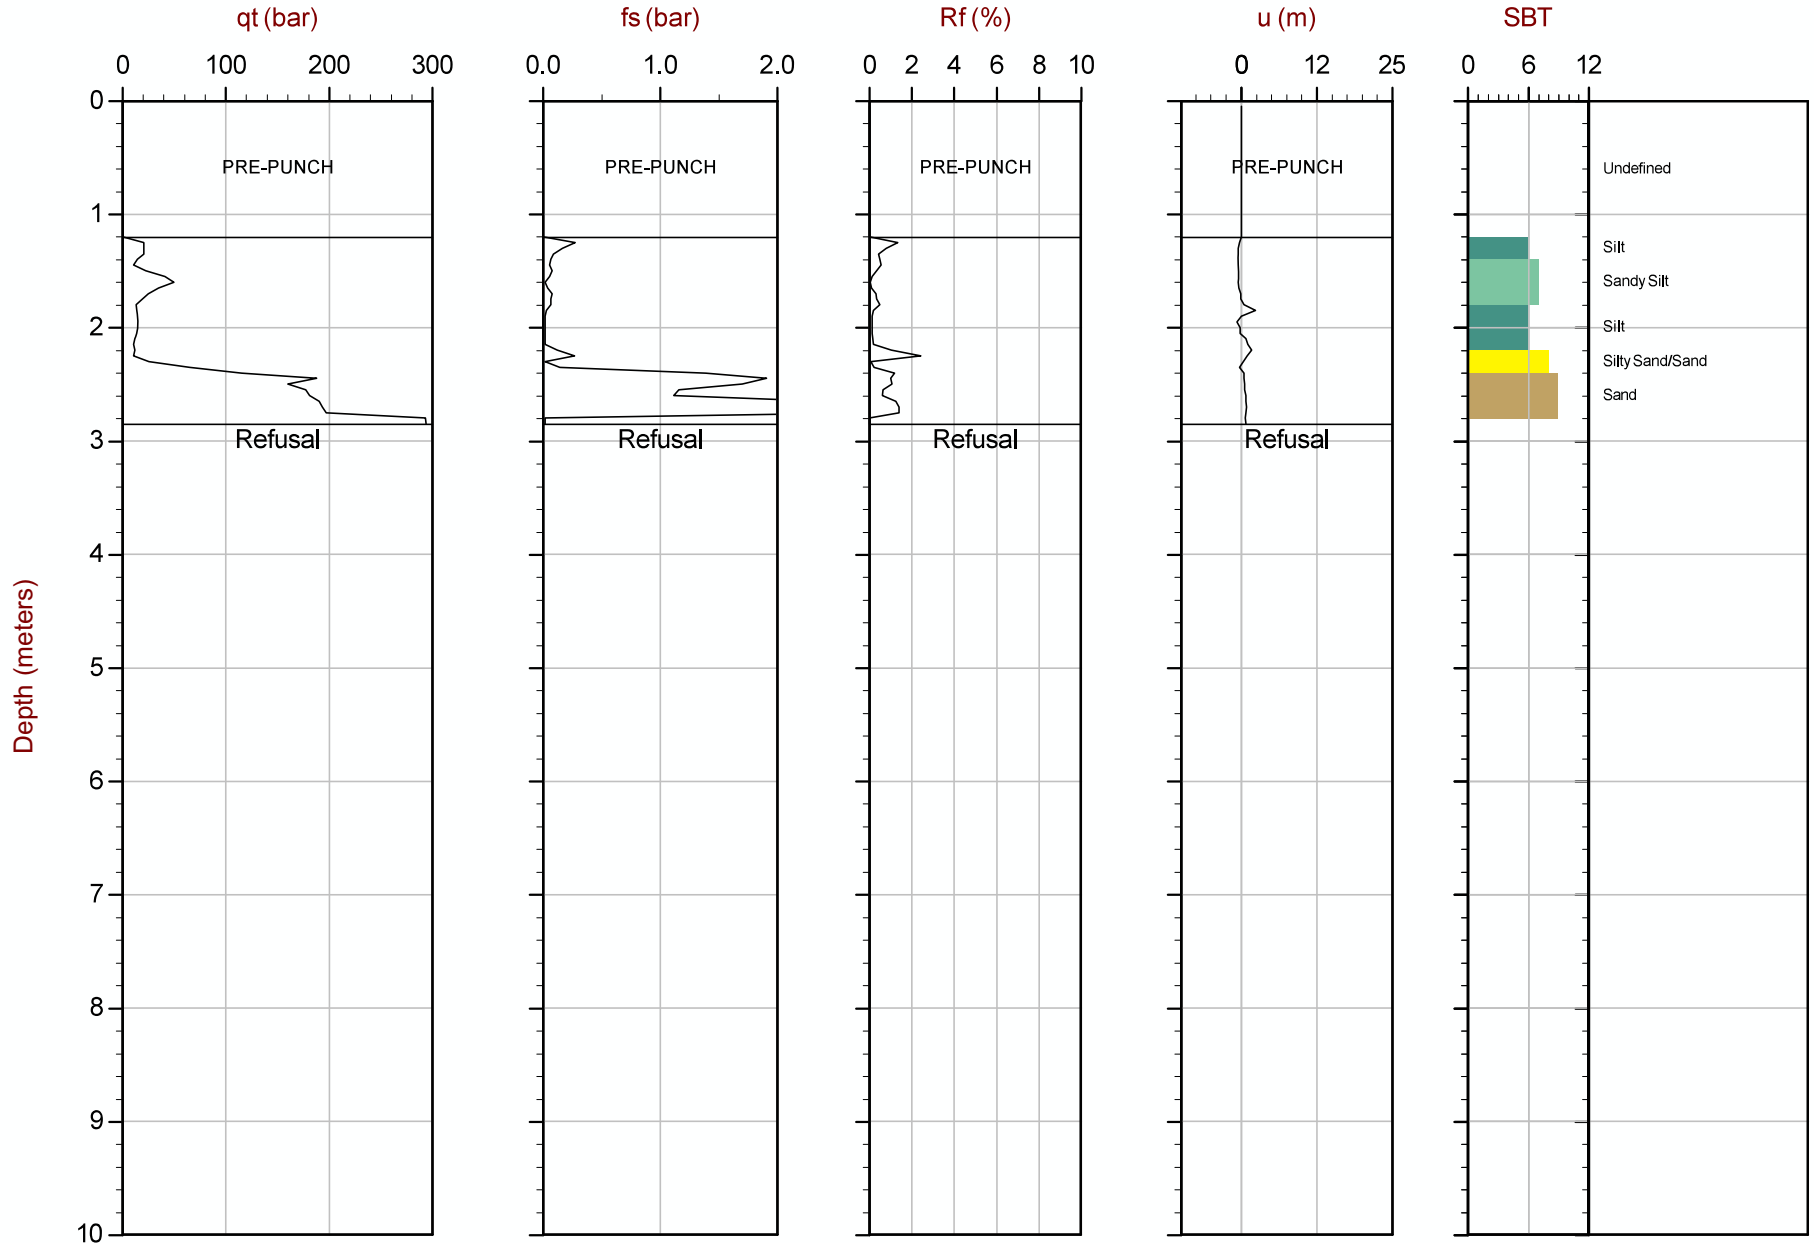 qt (bar) fs (bar) Rf (%) u (m) SBT
0 100 200 300 0.0 1.0 2.0 0 2 4 6 8 10 0 12 25 0 6 12
0
PRE-PUNCH PRE-PUNCH PRE-PUNCH PRE-PUNCH Undefined
1
Silt
Sandy Silt
2 Silt
Silty Sand/Sand
Sand
3 Refusal Refusal Refusal Refusal
4
5
Depth (meters)
6
7
8
9
10